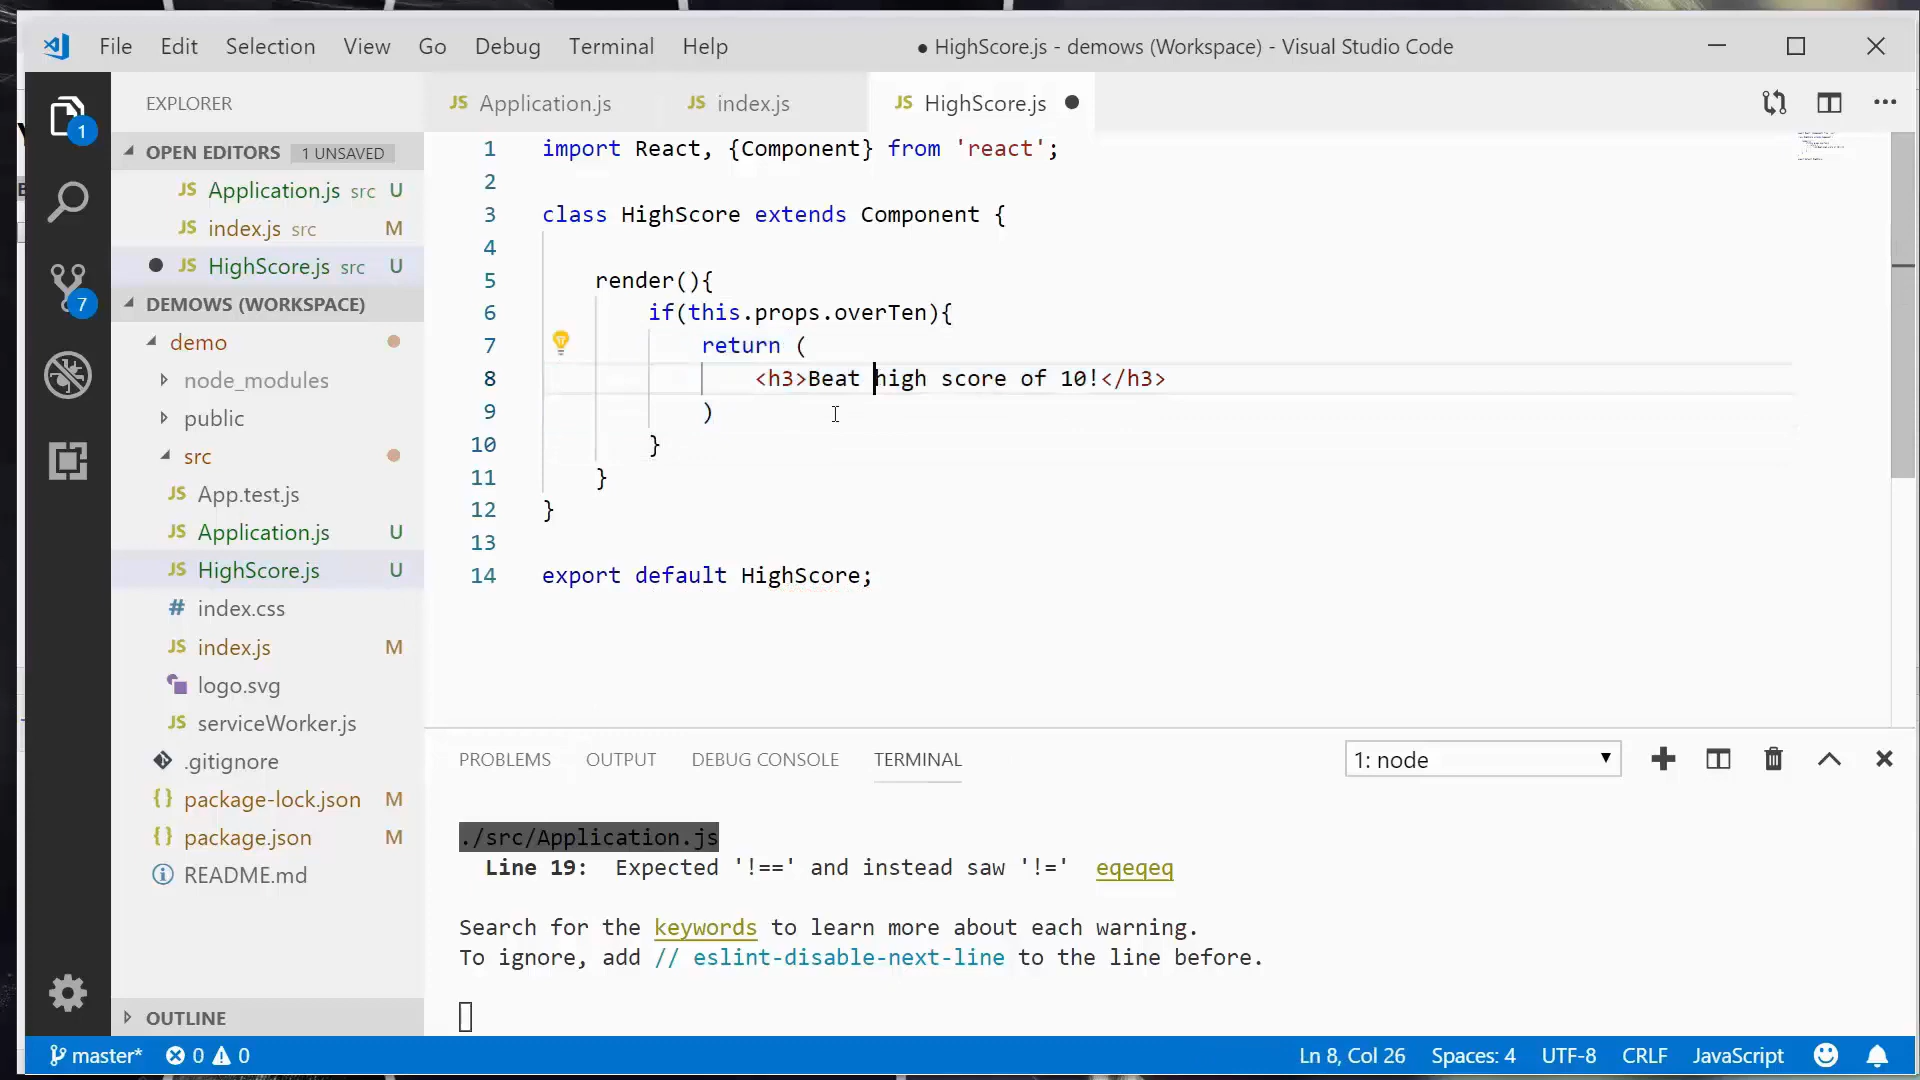 File Edit Selection View Go Debug Terminal Help
● HighScore.js - demows (Workspace) - Visual Studio Code
EXPLORER
OPEN EDITORS 1 UNSAVED
JS Application.js src U
JS index.js src M
JS HighScore.js src U
DEMOWS (WORKSPACE)
demo
node_modules
public
src
JS App.test.js
JS Application.js U
JS HighScore.js U
# index.css
JS index.js M
logo.svg
JS serviceWorker.js
.gitignore
{} package-lock.json M
{} package.json M
README.md
OUTLINE
1
7
JS Application.js
JS index.js
JS HighScore.js
1 import React, {Component} from 'react';
2
3 class HighScore extends Component {
4
5 render(){
6 if(this.props.overTen){
7 return (
8 <h3>Beat high score of 10!</h3>
9 )
10 }
11 }
12 }
13
14 export default HighScore;
PROBLEMS OUTPUT DEBUG CONSOLE TERMINAL
1: node
./src/Application.js
Line 19: Expected '!==' and instead saw '!=' eqeqeq
Search for the keywords to learn more about each warning.
To ignore, add // eslint-disable-next-line to the line before.
master* 0 0
Ln 8, Col 26 Spaces: 4 UTF-8 CRLF JavaScript